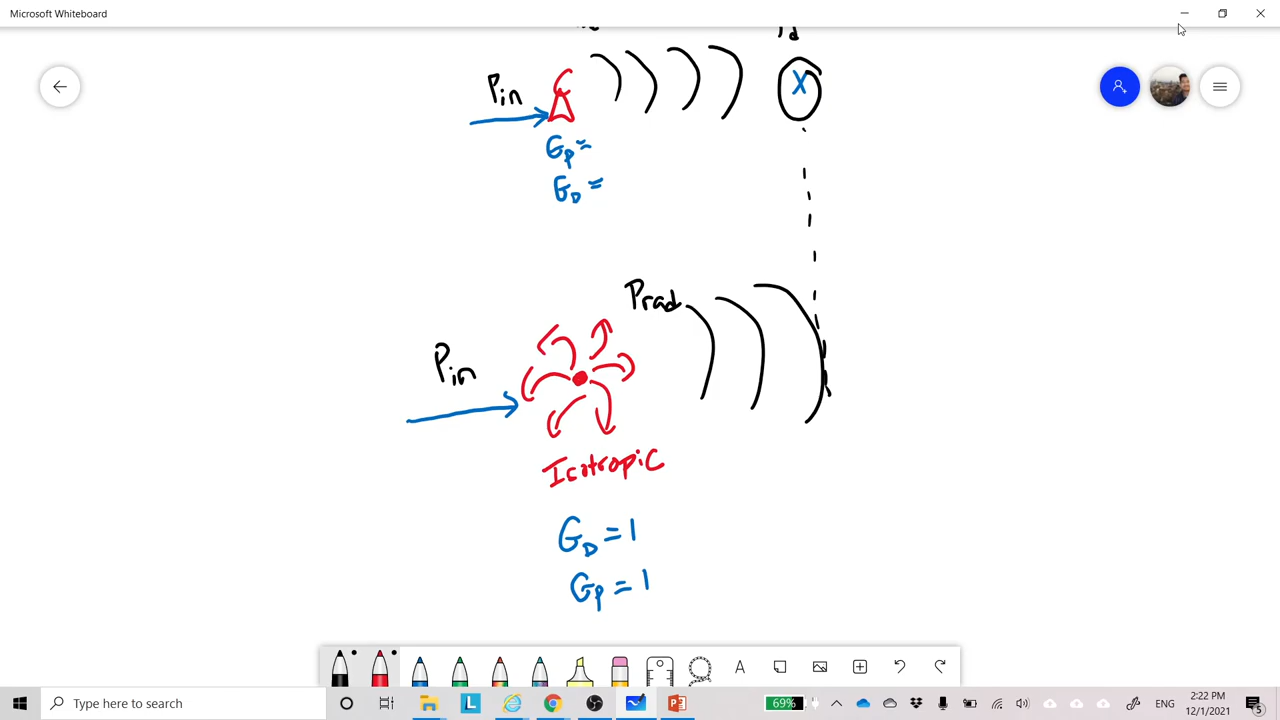 Microsoft Whiteboard
Pin
X
Gp =
GD =
Prad
Pin
Isotropic
GD = 1
Gp = 1
A
Type here to search
69%
ENG
2:22 PM
12/1/2021
5